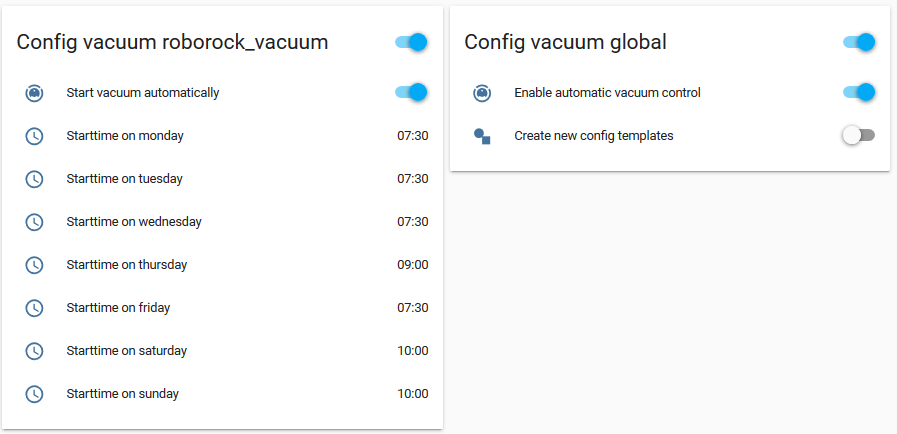 Config vacuum roborock_vacuum
Start vacuum automatically
Starttime on monday 07:30
Starttime on tuesday 07:30
Starttime on wednesday 07:30
Starttime on thursday 09:00
Starttime on friday 07:30
Starttime on saturday 10:00
Starttime on sunday 10:00
Config vacuum global
Enable automatic vacuum control
Create new config templates